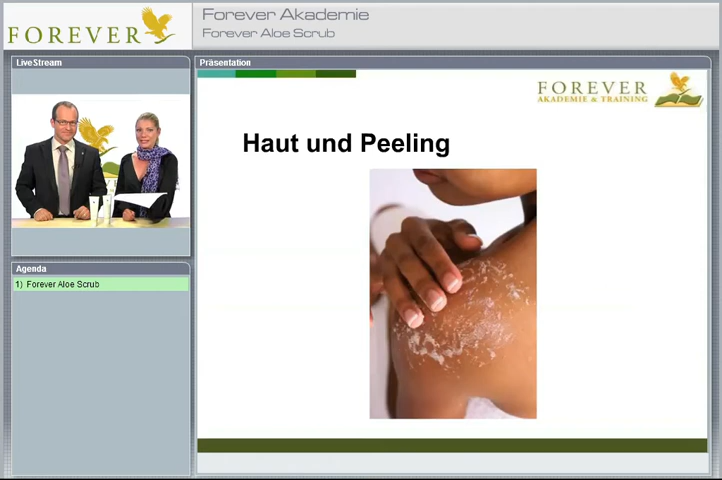 FOREVER
Forever Akademie
Forever Aloe Scrub
LiveStream
Präsentation
FOREVER
AKADEMIE & TRAINING
Haut und Peeling
Agenda
1) Forever Aloe Scrub